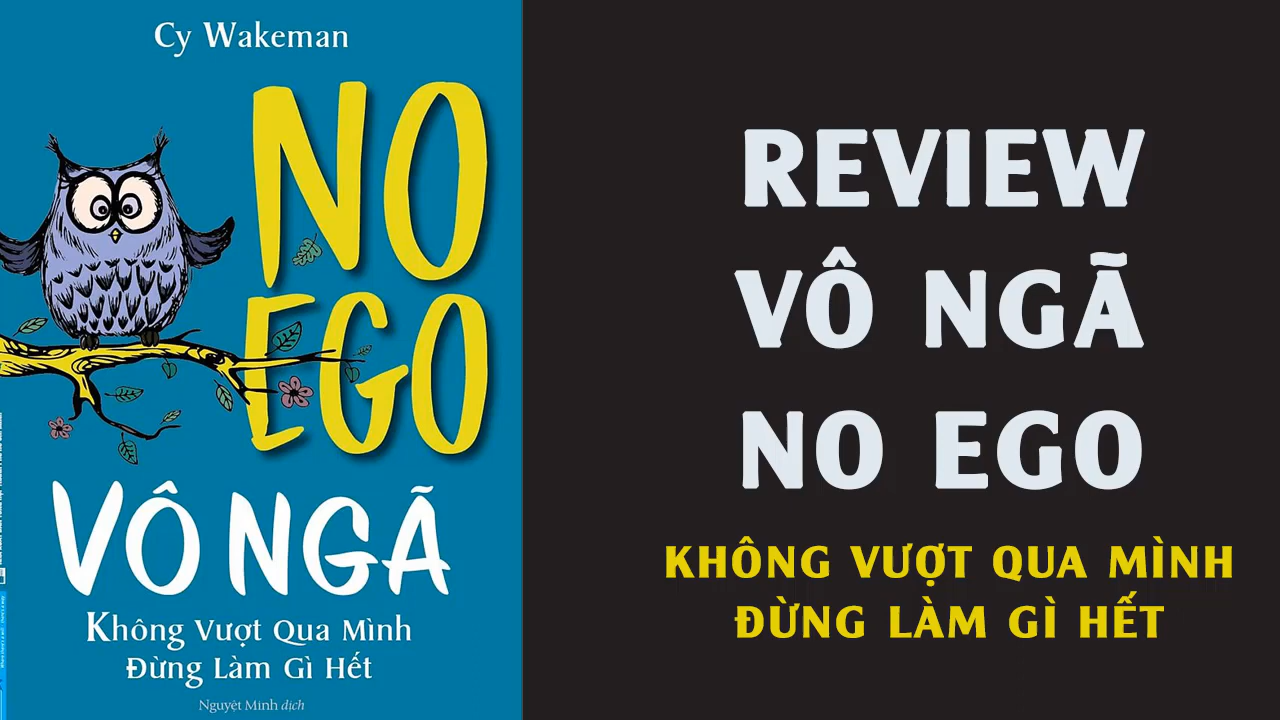 Cy Wakeman
NO
EGO
VÔ NGÃ
Không Vượt Qua Mình
Đừng Làm Gì Hết
Nguyệt Minh dịch
REVIEW
VÔ NGÃ
NO EGO
KHÔNG VƯỢT QUA MÌNH
ĐỪNG LÀM GÌ HẾT